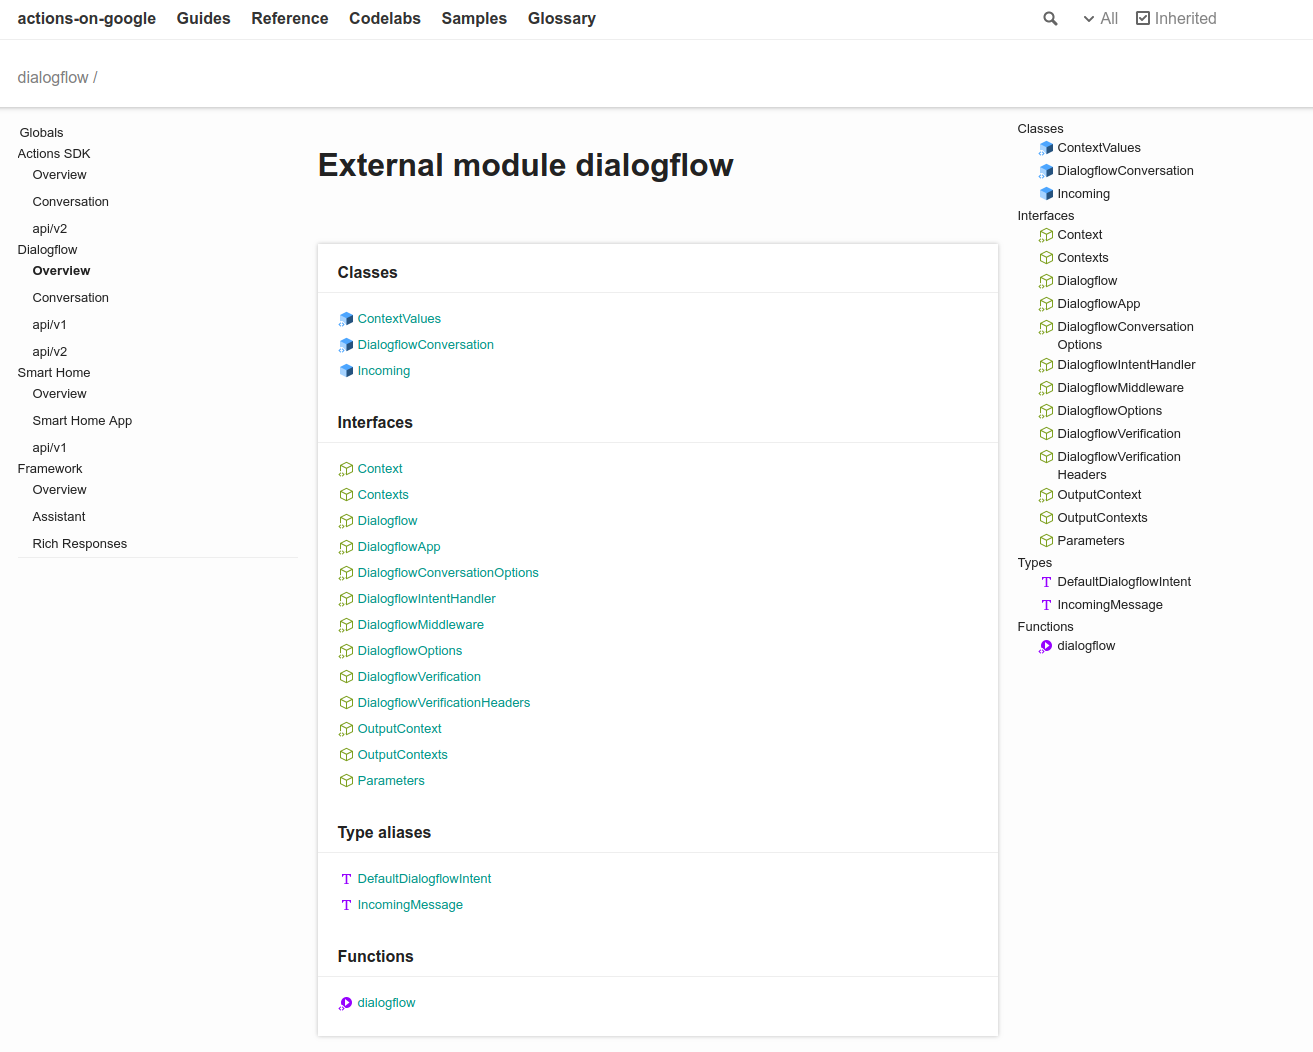 actions-on-google Guides Reference Codelabs Samples Glossary All Inherited
dialogflow /
Globals
Actions SDK
Overview
Conversation
api/v2
Dialogflow
Overview
Conversation
api/v1
api/v2
Smart Home
Overview
Smart Home App
api/v1
Framework
Overview
Assistant
Rich Responses
External module dialogflow
Classes
ContextValues
DialogflowConversation
Incoming
Interfaces
Context
Contexts
Dialogflow
DialogflowApp
DialogflowConversationOptions
DialogflowIntentHandler
DialogflowMiddleware
DialogflowOptions
DialogflowVerification
DialogflowVerificationHeaders
OutputContext
OutputContexts
Parameters
Type aliases
DefaultDialogflowIntent
IncomingMessage
Functions
dialogflow
Classes
ContextValues
DialogflowConversation
Incoming
Interfaces
Context
Contexts
Dialogflow
DialogflowApp
DialogflowConversation
Options
DialogflowIntentHandler
DialogflowMiddleware
DialogflowOptions
DialogflowVerification
DialogflowVerification
Headers
OutputContext
OutputContexts
Parameters
Types
DefaultDialogflowIntent
IncomingMessage
Functions
dialogflow